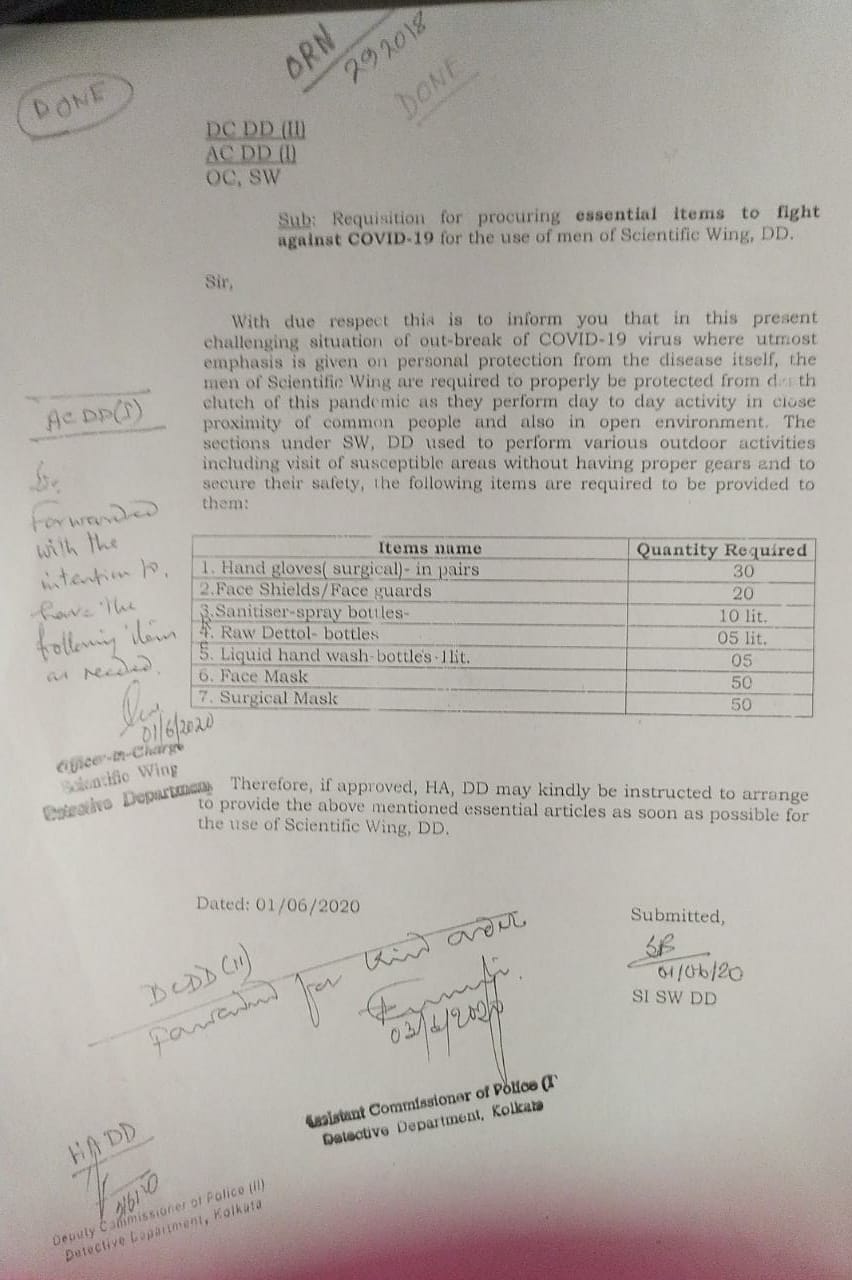 DONE
ORN
292018
DONE
DC DD (II)
AC DD (I)
OC, SW
Sub: Requisition for procuring essential items to fight
against COVID-19 for the use of men of Scientific Wing, DD.
Sir,
With due respect this is to inform you that in this present
challenging situation of out-break of COVID-19 virus where utmost
emphasis is given on personal protection from the disease itself, the
men of Scientific Wing are required to properly be protected from th
clutch of this pandemic as they perform day to day activity in close
proximity of common people and also in open environment. The
sections under SW, DD used to perform various outdoor activities
including visit of susceptible areas without having proper gears and to
secure their safety, the following items are required to be provided to
them:
AC DD(I)
Sir,
Forwarded
with the
intention to,
have the
following item
as needed.
01/6/2020
Officer-in-Charge
Scientific Wing
Detective Department
Items name Quantity Required
1. Hand gloves( surgical)- in pairs 30
2.Face Shields/Face guards 20
3.Sanitiser-spray bottles- 10 lit.
4. Raw Dettol- bottles 05 lit.
5. Liquid hand wash-bottles-1lit. 05
6. Face Mask 50
7. Surgical Mask 50
Therefore, if approved, HA, DD may kindly be instructed to arrange
to provide the above mentioned essential articles as soon as possible for
the use of Scientific Wing, DD.
Dated: 01/06/2020
Submitted,
SB
01/06/20
SI SW DD
DCDD (II)
Forwarded for kind order
03/6/2020
Assistant Commissioner of Police (I)
Detective Department, Kolkata
HA DD
Deputy Commissioner of Police (II)
Detective Department, Kolkata